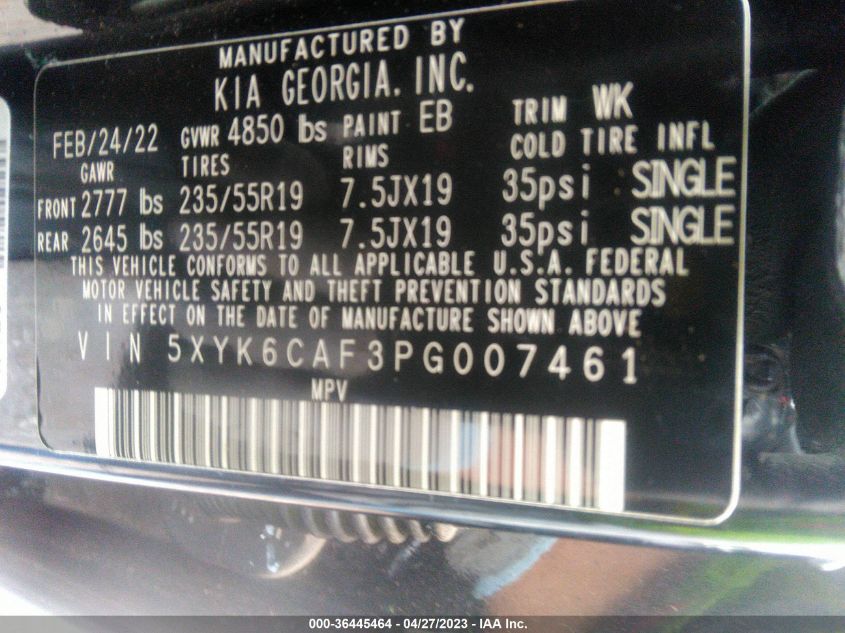 MANUFACTURED BY
KIA GEORGIA. INC.
FEB/24/22 GVWR 4850 lbs PAINT EB TRIM WK
GAWR TIRES RIMS COLD TIRE INFL
FRONT 2777 lbs 235/55R19 7.5JX19 35psi SINGLE
REAR 2645 lbs 235/55R19 7.5JX19 35psi SINGLE
THIS VEHICLE CONFORMS TO ALL APPLICABLE U.S.A. FEDERAL
MOTOR VEHICLE SAFETY AND THEFT PREVENTION STANDARDS
IN EFFECT ON THE DATE OF MANUFACTURE SHOWN ABOVE
VIN 5XYK6CAF3PG007461
MPV
000-36445464 - 04/27/2023 - IAA Inc.